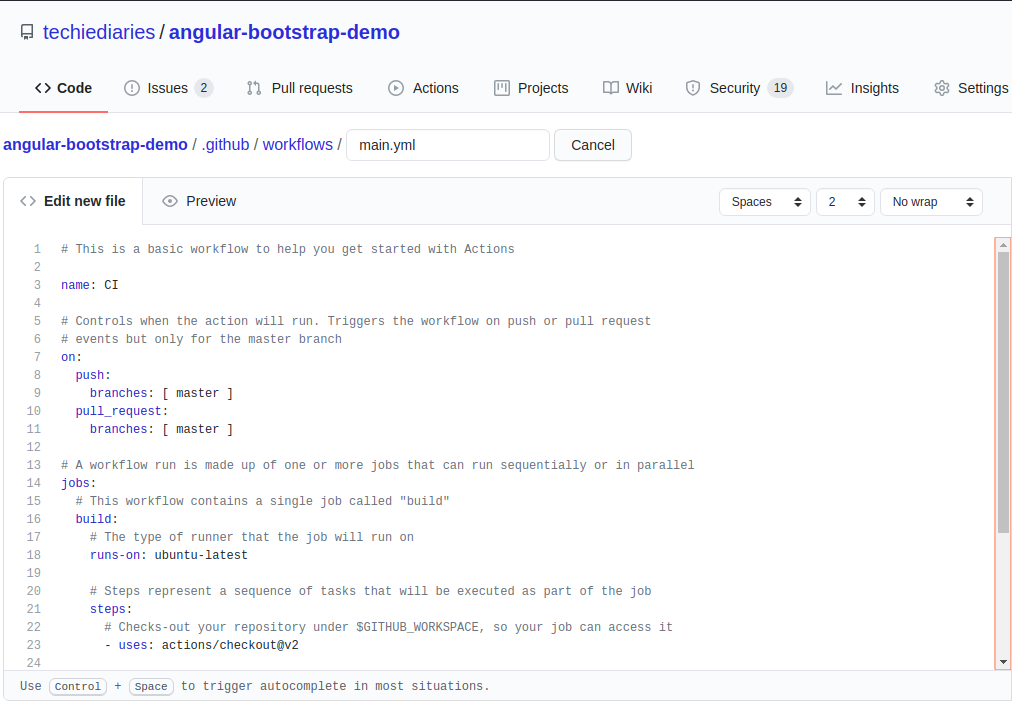 techiediaries / angular-bootstrap-demo
Code Issues 2 Pull requests Actions Projects Wiki Security 19 Insights Settings
angular-bootstrap-demo / .github / workflows / main.yml Cancel
Edit new file Preview Spaces 2 No wrap
1 # This is a basic workflow to help you get started with Actions
2
3 name: CI
4
5 # Controls when the action will run. Triggers the workflow on push or pull request
6 # events but only for the master branch
7 on:
8   push:
9     branches: [ master ]
10   pull_request:
11     branches: [ master ]
12
13 # A workflow run is made up of one or more jobs that can run sequentially or in parallel
14 jobs:
15   # This workflow contains a single job called "build"
16   build:
17     # The type of runner that the job will run on
18     runs-on: ubuntu-latest
19
20     # Steps represent a sequence of tasks that will be executed as part of the job
21     steps:
22       # Checks-out your repository under $GITHUB_WORKSPACE, so your job can access it
23       - uses: actions/checkout@v2
24
Use Control + Space to trigger autocomplete in most situations.